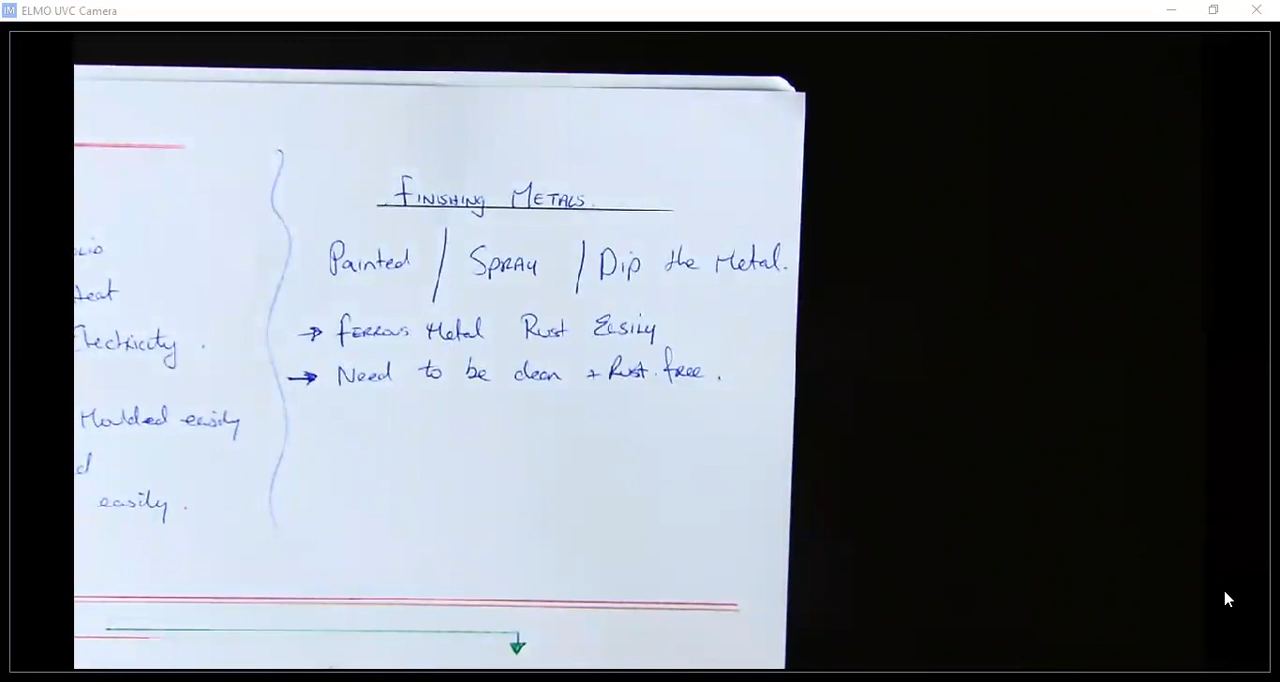 ELMO UVC Camera
FINISHING METALS.
Painted / SPRAY / Dip the Metal.
→ FERROUS Metal Rust Easily
→ Need to be clean + Rust.free.
Heat
Electricity.
Moulded easily
easily.